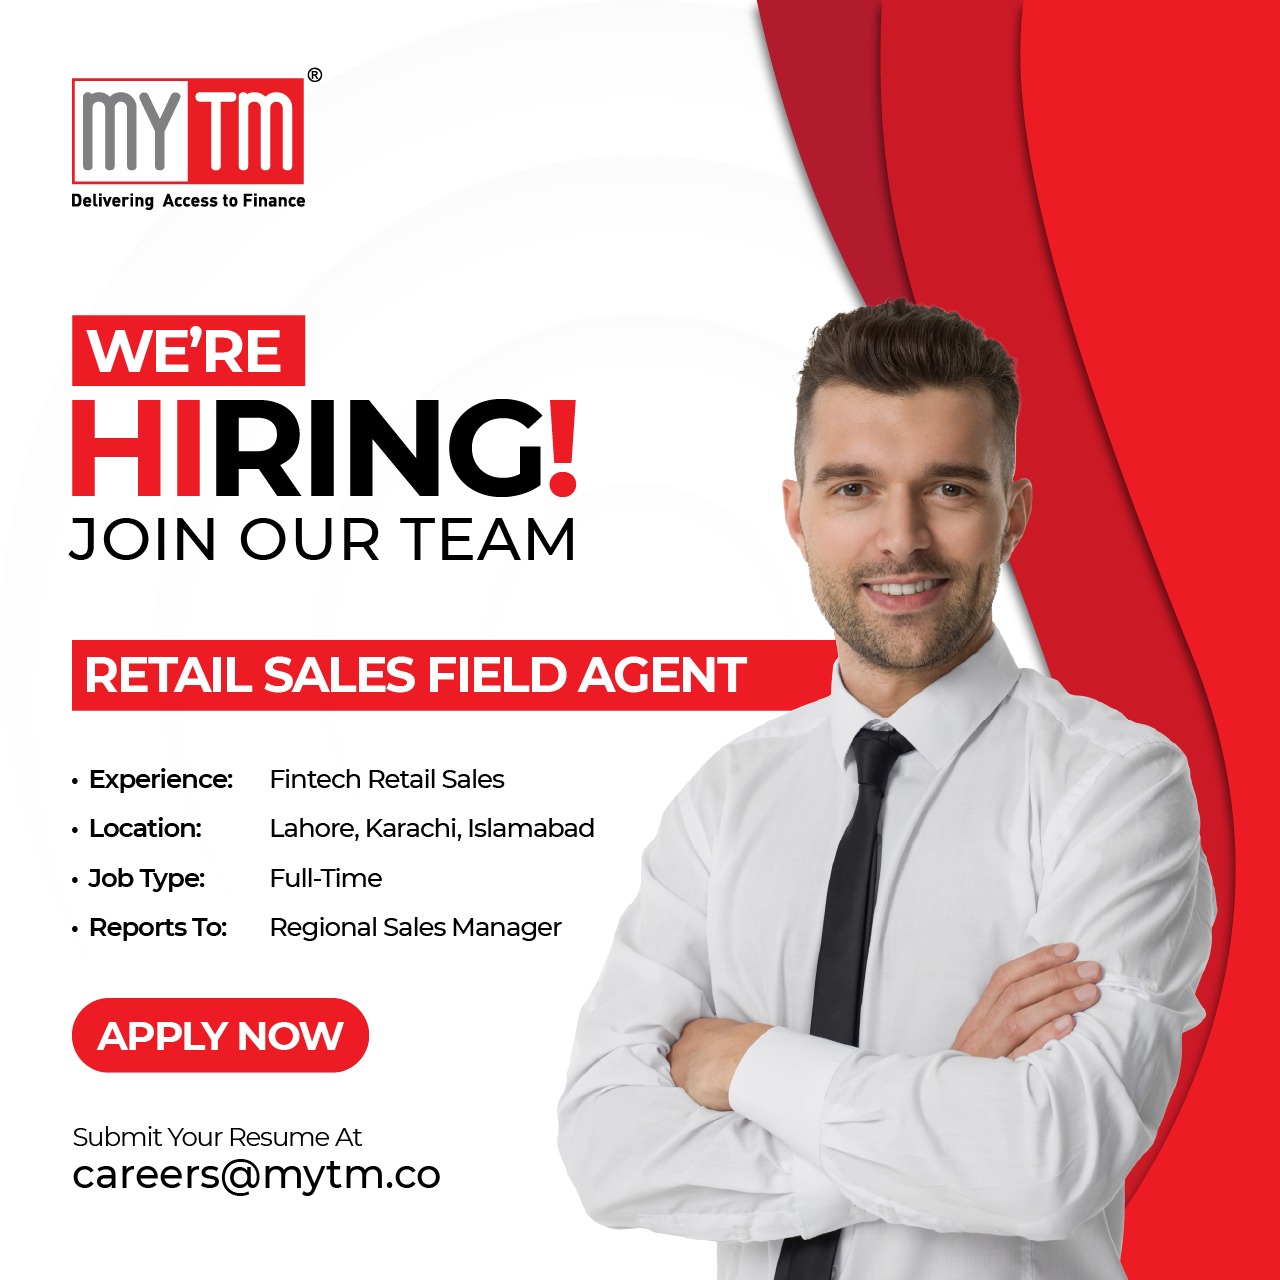 MYTM®
Delivering Access to Finance
WE'RE
HIRING!
JOIN OUR TEAM
RETAIL SALES FIELD AGENT
• Experience: Fintech Retail Sales
• Location: Lahore, Karachi, Islamabad
• Job Type: Full-Time
• Reports To: Regional Sales Manager
APPLY NOW
Submit Your Resume At
careers@mytm.co